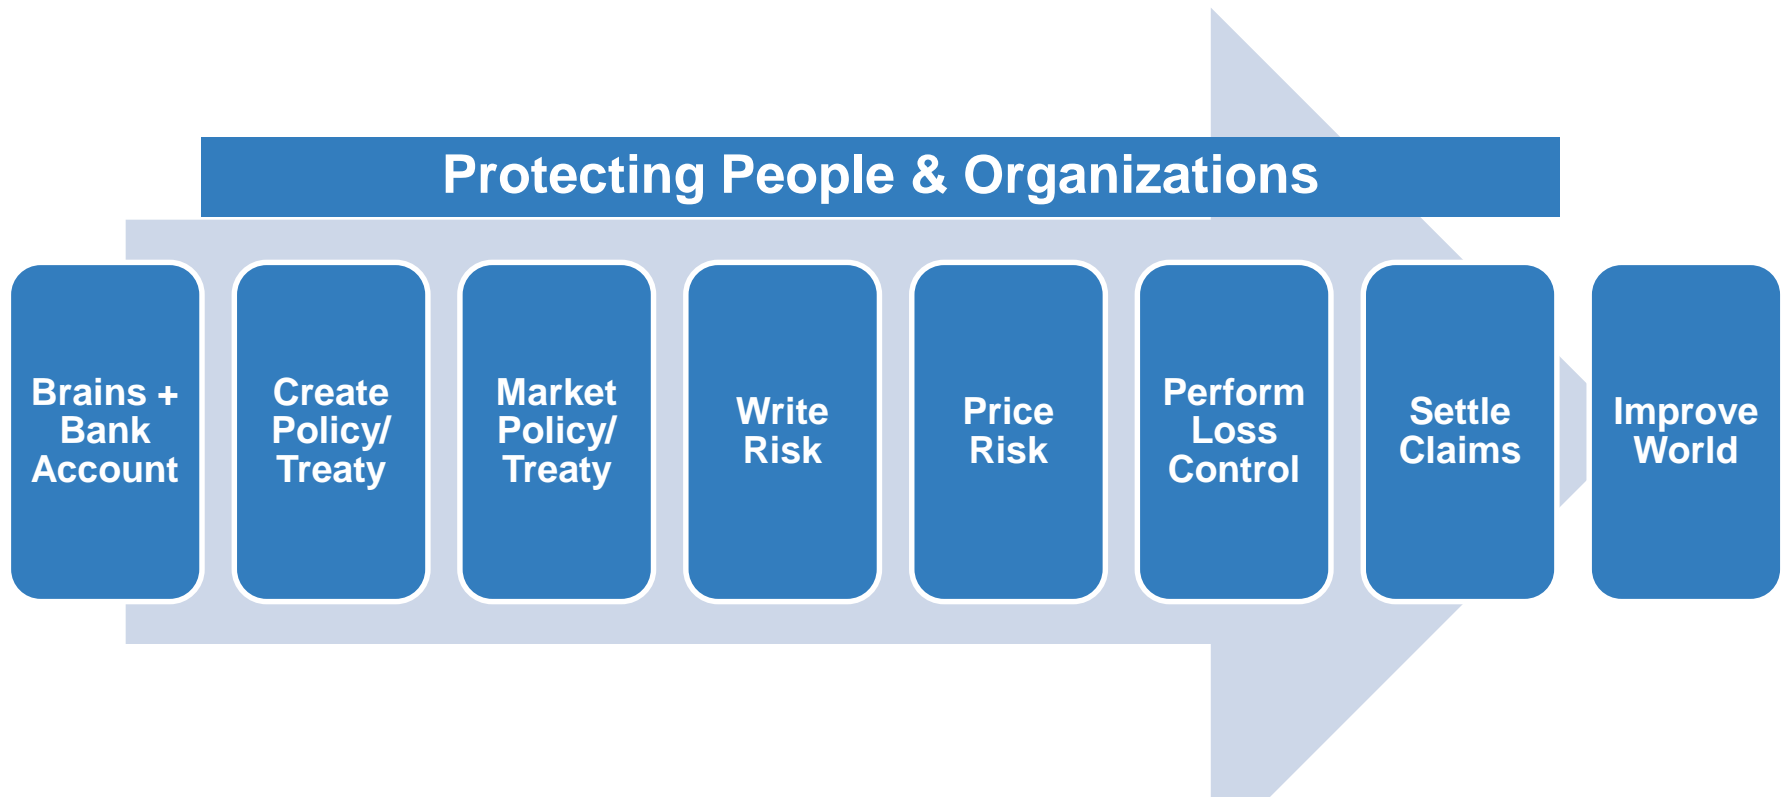 Protecting People & Organizations
Brains +
Bank
Account
Create
Policy/
Treaty
Market
Policy/
Treaty
Write
Risk
Price
Risk
Perform
Loss
Control
Settle
Claims
Improve
World